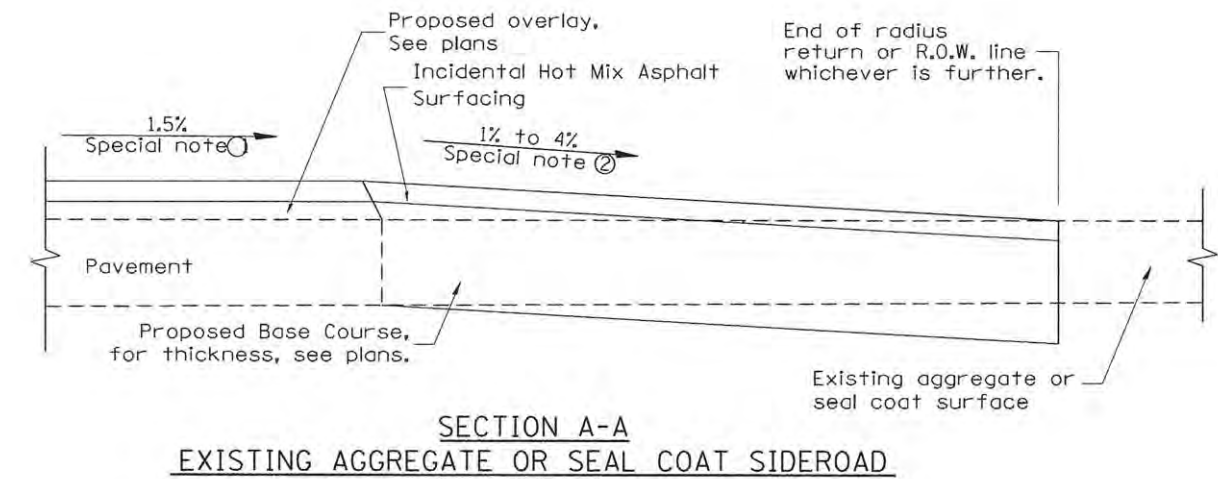 Proposed overlay,
See plans
Incidental Hot Mix Asphalt
Surfacing
End of radius
return or R.O.W. line
whichever is further.
1.5%
Special note 1
1% to 4%
Special note 2
Pavement
Proposed Base Course,
for thickness, see plans.
Existing aggregate or
seal coat surface
SECTION A-A
EXISTING AGGREGATE OR SEAL COAT SIDEROAD